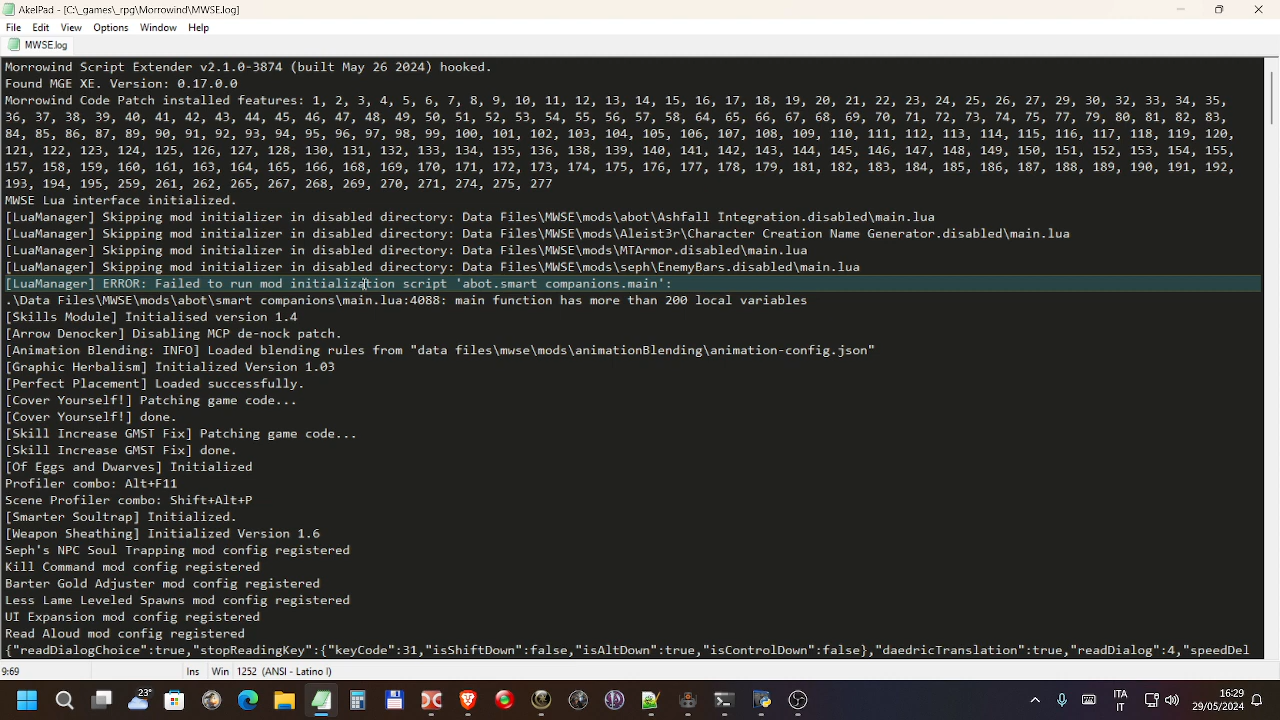 AkelPad - [C:\_games\_rpg\Morrowind\MWSE.log]
File Edit View Options Window Help
MWSE.log
Morrowind Script Extender v2.1.0-3874 (built May 26 2024) hooked.
Found MGE XE. Version: 0.17.0.0
Morrowind Code Patch installed features: 1, 2, 3, 4, 5, 6, 7, 8, 9, 10, 11, 12, 13, 14, 15, 16, 17, 18, 19, 20, 21, 22, 23, 24, 25, 26, 27, 28, 29, 30, 31, 32, 33, 34, 35,
36, 37, 38, 39, 40, 41, 42, 43, 44, 45, 46, 47, 48, 49, 50, 51, 52, 53, 54, 55, 56, 57, 58, 64, 65, 66, 67, 68, 69, 70, 71, 72, 73, 74, 75, 76, 77, 78, 79, 80, 81, 82, 83,
84, 85, 86, 87, 89, 90, 91, 92, 93, 94, 95, 96, 97, 98, 99, 100, 101, 102, 103, 104, 105, 106, 107, 108, 109, 110, 111, 112, 113, 114, 115, 116, 117, 118, 119, 120,
121, 122, 123, 124, 125, 126, 127, 128, 130, 131, 132, 133, 134, 135, 136, 138, 139, 140, 141, 142, 143, 144, 145, 146, 147, 148, 149, 150, 151, 152, 153, 154, 155,
157, 158, 159, 160, 161, 163, 164, 165, 166, 168, 169, 170, 171, 172, 173, 174, 175, 176, 177, 178, 179, 180, 181, 182, 183, 184, 185, 186, 187, 188, 189, 190, 191, 192,
193, 194, 195, 259, 261, 262, 265, 267, 268, 269, 270, 271, 274, 275, 277
MWSE Lua interface initialized.
[LuaManager] Skipping mod initializer in disabled directory: Data Files\MWSE\mods\abot\Ashfall Integration.disabled\main.lua
[LuaManager] Skipping mod initializer in disabled directory: Data Files\MWSE\mods\Aleist3r\Character Creation Name Generator.disabled\main.lua
[LuaManager] Skipping mod initializer in disabled directory: Data Files\MWSE\mods\MTArmor.disabled\main.lua
[LuaManager] Skipping mod initializer in disabled directory: Data Files\MWSE\mods\seph\EnemyBars.disabled\main.lua
[LuaManager] ERROR: Failed to run mod initialization script 'abot.smart companions.main':
.\Data Files\MWSE\mods\abot\smart companions\main.lua:4088: main function has more than 200 local variables
[Skills Module] Initialised version 1.4
[Arrow Denocker] Disabling MCP de-nock patch.
[Animation Blending: INFO] Loaded blending rules from "data files\mwse\mods\animationBlending\animation-config.json"
[Graphic Herbalism] Initialized Version 1.03
[Perfect Placement] Loaded successfully.
[Cover Yourself!] Patching game code...
[Cover Yourself!] done.
[Skill Increase GMST Fix] Patching game code...
[Skill Increase GMST Fix] done.
[Of Eggs and Dwarves] Initialized
Profiler combo: Alt+F11
Scene Profiler combo: Shift+Alt+P
[Smarter Soultrap] Initialized.
[Weapon Sheathing] Initialized Version 1.6
Seph's NPC Soul Trapping mod config registered
Kill Command mod config registered
Barter Gold Adjuster mod config registered
Less Lame Leveled Spawns mod config registered
UI Expansion mod config registered
Read Aloud mod config registered
{"readDialogChoice":true,"stopReadingKey":{"keyCode":31,"isShiftDown":false,"isAltDown":true,"isControlDown":false},"daedricTranslation":true,"readDialog":4,"speedDel
9:69 Ins Win 1252 (ANSI - Latino I)
23° ITA IT 16:29 29/05/2024